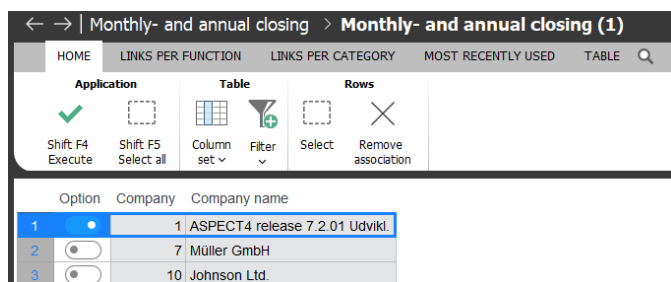 ← → | Monthly- and annual closing > Monthly- and annual closing (1)
HOME LINKS PER FUNCTION LINKS PER CATEGORY MOST RECENTLY USED TABLE
Application Table Rows
Shift F4 Shift F5 Column Filter Select Remove
Execute Select all set association
Option Company Company name
1 1 ASPECT4 release 7.2.01 Udvikl.
2 7 Müller GmbH
3 10 Johnson Ltd.